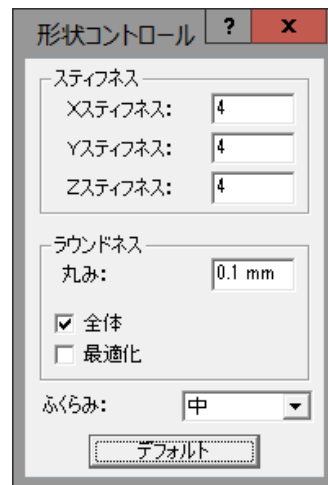 形状コントロール ? x
スティフネス
Xスティフネス: 4
Yスティフネス: 4
Zスティフネス: 4
ラウンドネス
丸み: 0.1 mm
全体
最適化
ふくらみ: 中
デフォルト